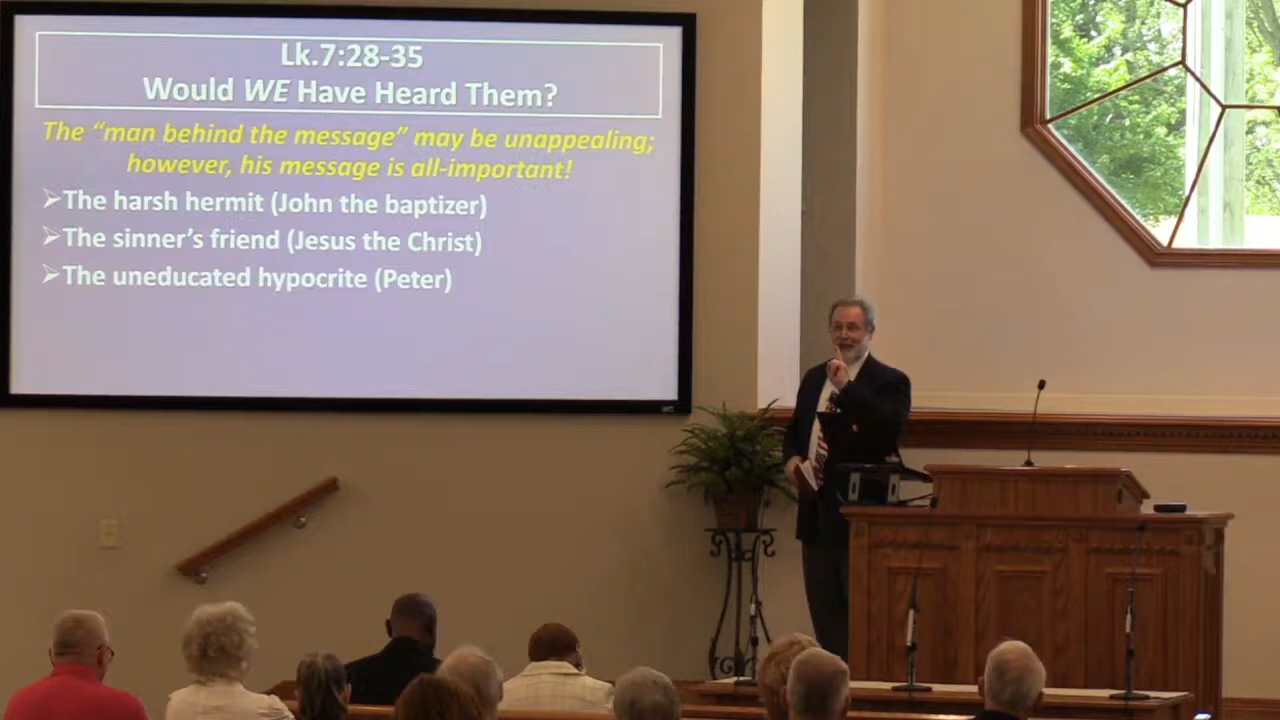 Lk.7:28-35
Would WE Have Heard Them?
The “man behind the message” may be unappealing;
however, his message is all-important!
➢The harsh hermit (John the baptizer)
➢The sinner’s friend (Jesus the Christ)
➢The uneducated hypocrite (Peter)